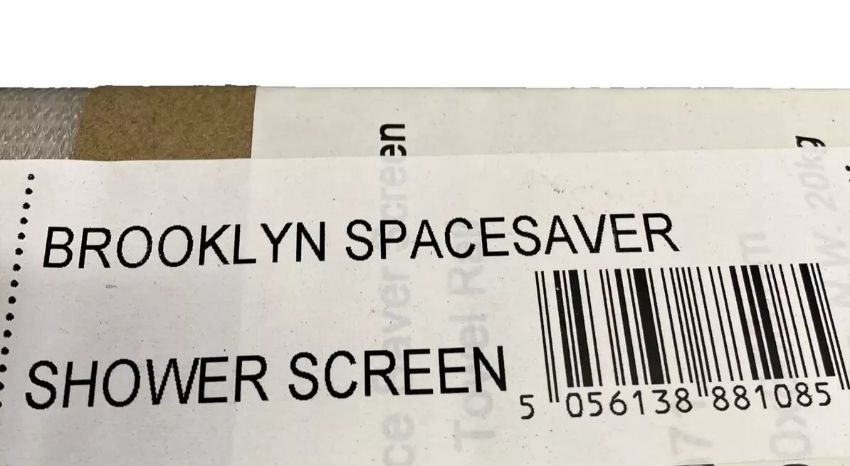 BROOKLYN SPACESAVER
SHOWER SCREEN
5 056138 881085